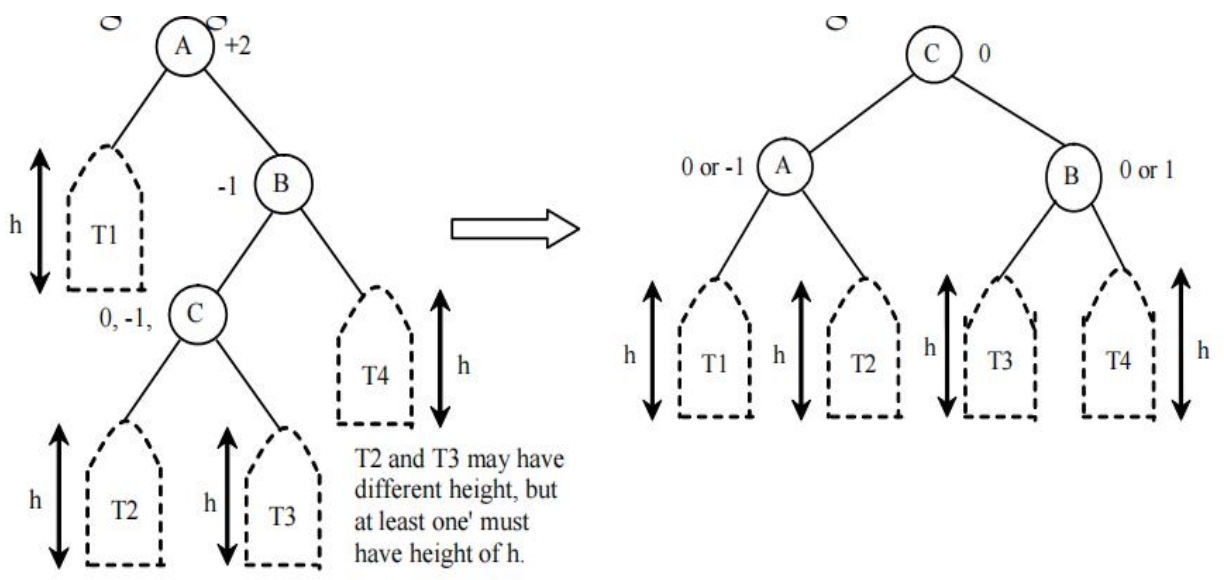 A +2
-1 B
h T1
0, -1, C
T4 h
h T2 h T3
T2 and T3 may have
different height, but
at least one' must
have height of h.
C 0
0 or -1 A
B 0 or 1
h T1 h T2 h T3 T4 h